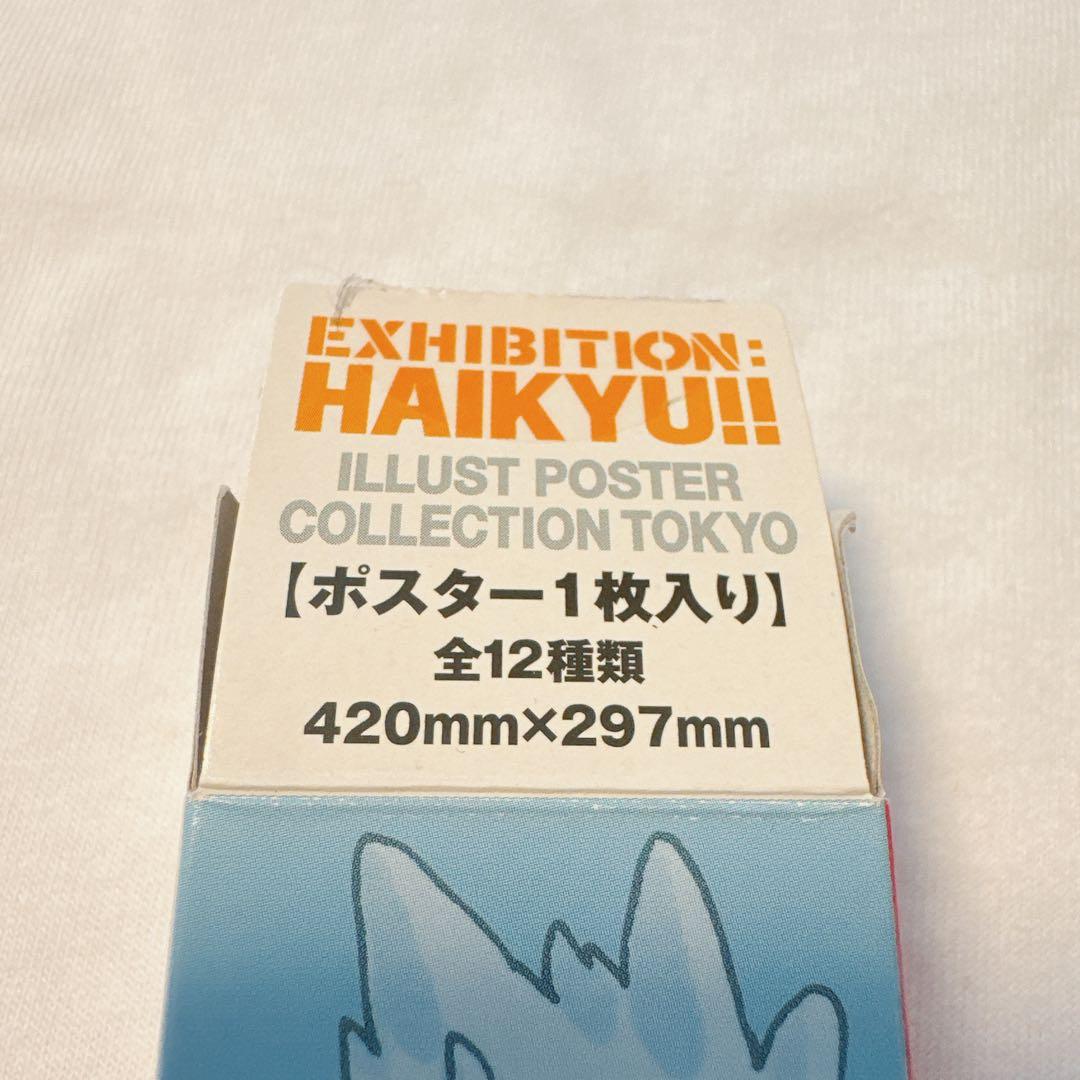 EXHIBITION:
HAIKYU!!
ILLUST POSTER
COLLECTION TOKYO
【ポスター1枚入り】
全12種類
420mm×297mm